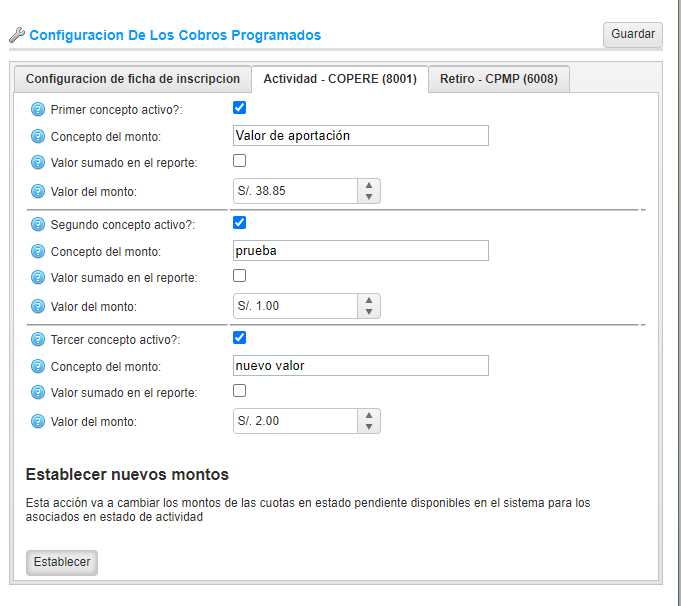 Configuracion De Los Cobros Programados
Guardar
Configuracion de ficha de inscripcion
Actividad - COPERE (8001)
Retiro - CPMP (6008)
Primer concepto activo?:
Concepto del monto:
Valor de aportación
Valor sumado en el reporte:
Valor del monto:
S/. 38.85
Segundo concepto activo?:
Concepto del monto:
prueba
Valor sumado en el reporte:
Valor del monto:
S/. 1.00
Tercer concepto activo?:
Concepto del monto:
nuevo valor
Valor sumado en el reporte:
Valor del monto:
S/. 2.00
Establecer nuevos montos
Esta acción va a cambiar los montos de las cuotas en estado pendiente disponibles en el sistema para los
asociados en estado de actividad
Establecer